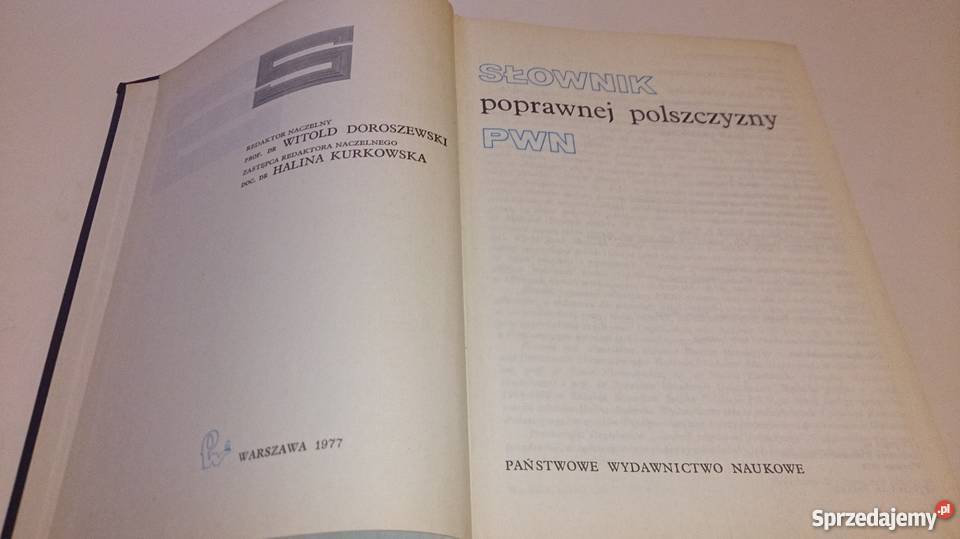 REDAKTOR NACZELNY
PROF. DR WITOLD DOROSZEWSKI
ZASTĘPCA REDAKTORA NACZELNEGO
DOC. DR HALINA KURKOWSKA
WARSZAWA 1977
SŁOWNIK
poprawnej polszczyzny
PWN
PAŃSTWOWE WYDAWNICTWO NAUKOWE
Sprzedajemy.pl